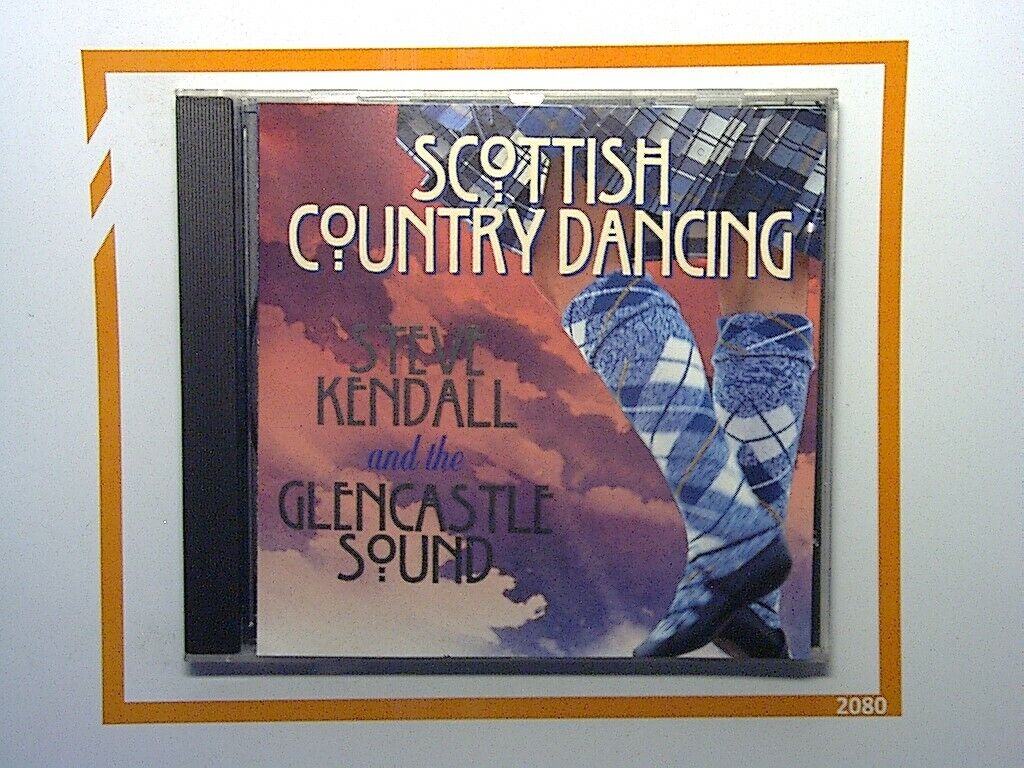 SCOTTISH
COUNTRY DANCING
STEVE
KENDALL
and the
GLENCASTLE
SOUND
2080